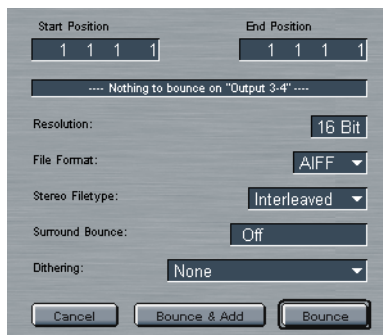 Start Position End Position
1 1 1 1 1 1 1 1
---- Nothing to bounce on "Output 3-4" ----
Resolution: 16 Bit
File Format: AIFF
Stereo Filetype: Interleaved
Surround Bounce: Off
Dithering: None
Cancel Bounce & Add Bounce